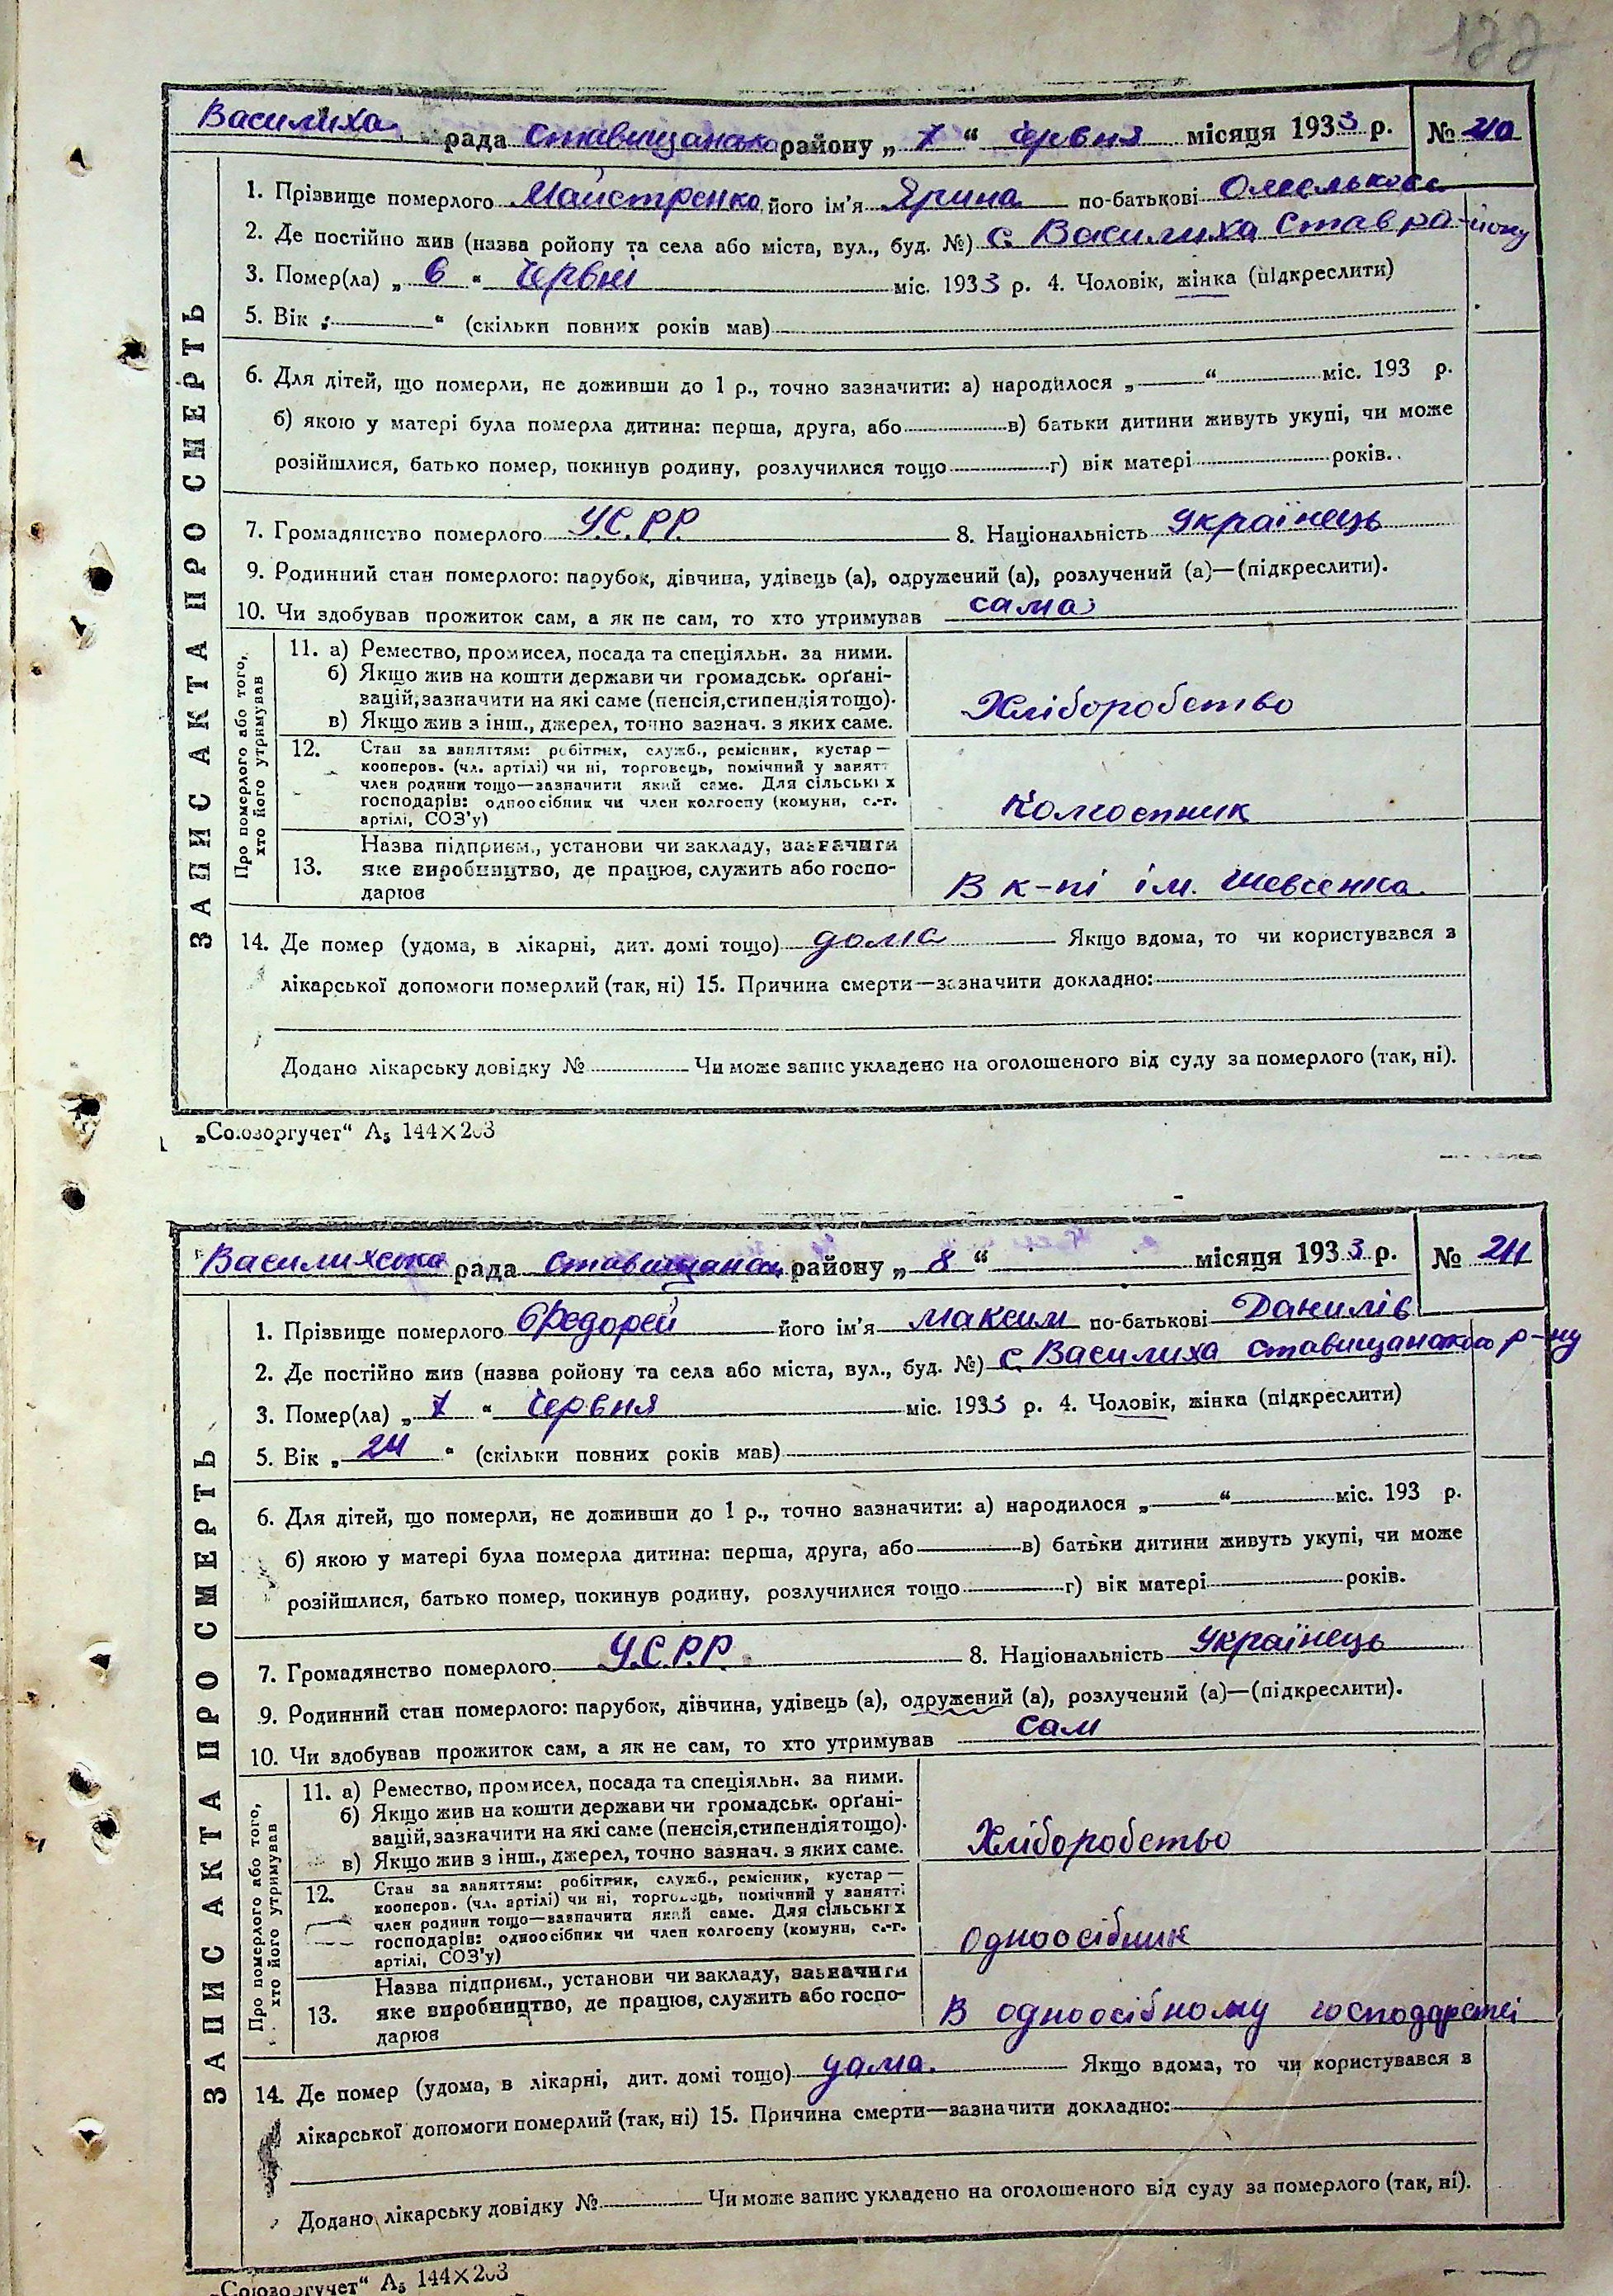 122
Василиха рада Ставищансько району „ 7 “ Червня місяця 1933 р. № 210
ЗАПИС АКТА ПРО СМЕРТЬ
1. Прізвище померлого Майстренко його ім'я Ярина по-батькові Омелькова
2. Де постійно жив (назва ройону та села або міста, вул., буд. №) с. Василиха Став району
3. Помер(ла) „ 6 “ Червні міс. 1933 р. 4. Чоловік, жінка (підкреслити)
5. Вік „ “ (скільки повних років мав)
6. Для дітей, що померли, не доживши до 1 р., точно зазначити: а) народилося „ “ міс. 193 р.
б) якою у матері була померла дитина: перша, друга, або в) батьки дитини живуть укупі, чи може
розійшлися, батько помер, покинув родину, розлучилися тощо г) вік матері років.
7. Громадянство померлого У.С.Р.Р. 8. Національність Українець
9. Родинний стан померлого: парубок, дівчина, удівець (а), одружений (а), розлучений (а)—(підкреслити).
10. Чи здобував прожиток сам, а як не сам, то хто утримував сама
Про померлого або того, хто його утримував
11. а) Ремество, промисел, посада та спеціяльн. за ними.
б) Якщо жив на кошти держави чи громадськ. орґані-
зацій, зазначити на які саме (пенсія, стипендія тощо).
в) Якщо жив з інш., джерел, точно зазнач. з яких саме.
Хліборобство
12. Стан за заняттям: робітник, служб., ремісник, кустар —
кооперов. (чл. артілі) чи ні, торговець, помічний у занятт
член родини тощо—зазначити який саме. Для сільських
господарів: одноосібник чи член колгоспу (комуни, с.-г.
артілі, СОЗ'у)
Колгоспник
13. Назва підприєм., установи чи закладу, зазначити
яке виробництво, де працює, служить або госпо-
дарює
В к-пі ім. Шевченка
14. Де помер (удома, в лікарні, дит. домі тощо) дома Якщо вдома, то чи користувався з
лікарської допомоги померлий (так, ні) 15. Причина смерти—зазначити докладно:
Додано лікарську довідку № Чи може запис укладено на оголошеного від суду за померлого (так, ні).
„Союзоргучет“ А5 144×203
Василихська рада Ставищансь району „ 8 “ місяця 1933 р. № 211
ЗАПИС АКТА ПРО СМЕРТЬ
1. Прізвище померлого Федорей його ім'я Максим по-батькові Данилів
2. Де постійно жив (назва ройону та села або міста, вул., буд. №) с. Василиха Ставищанського р-ну
3. Помер(ла) „ 7 “ Червня міс. 1933 р. 4. Чоловік, жінка (підкреслити)
5. Вік „ 24 “ (скільки повних років мав)
6. Для дітей, що померли, не доживши до 1 р., точно зазначити: а) народилося „ “ міс. 193 р.
б) якою у матері була померла дитина: перша, друга, або в) батьки дитини живуть укупі, чи може
розійшлися, батько помер, покинув родину, розлучилися тощо г) вік матері років.
7. Громадянство померлого У.С.Р.Р. 8. Національність Українець
9. Родинний стан померлого: парубок, дівчина, удівець (а), одружений (а), розлучений (а)—(підкреслити).
10. Чи здобував прожиток сам, а як не сам, то хто утримував сам
Про померлого або того, хто його утримував
11. а) Ремество, промисел, посада та спеціяльн. за ними.
б) Якщо жив на кошти держави чи громадськ. орґані-
зацій, зазначити на які саме (пенсія, стипендія тощо).
в) Якщо жив з інш., джерел, точно зазнач. з яких саме.
Хліборобство
12. Стан за заняттям: робітник, служб., ремісник, кустар —
кооперов. (чл. артілі) чи ні, торговець, помічний у занятті
член родини тощо—зазначити який саме. Для сільських
господарів: одноосібник чи член колгоспу (комуни, с.-г.
артілі, СОЗ'у)
Одноосібник
13. Назва підприєм., установи чи закладу, зазначити
яке виробництво, де працює, служить або госпо-
дарює
В одноосібному господарстві
14. Де помер (удома, в лікарні, дит. домі тощо) удома. Якщо вдома, то чи користувався з
лікарської допомоги померлий (так, ні) 15. Причина смерти—зазначити докладно:
Додано лікарську довідку № Чи може запис укладено на оголошеного від суду за померлого (так, ні).
„Союзоргучет“ А5 144×203